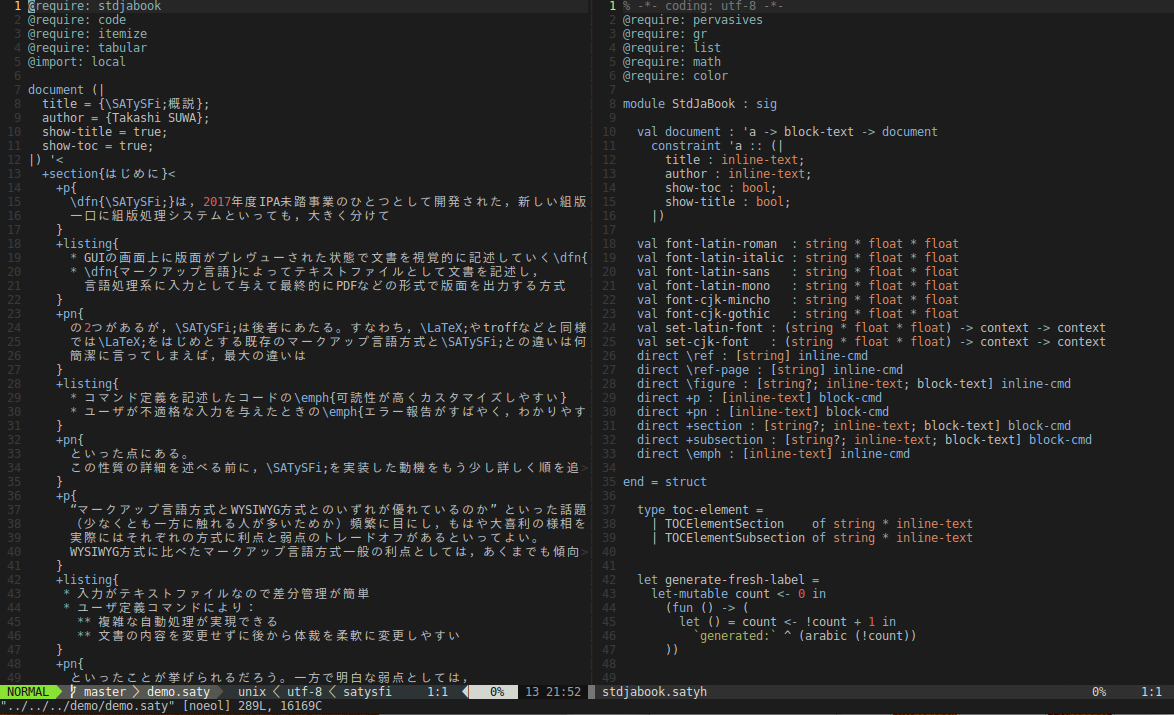 1 @require: stdjabook
2 @require: code
3 @require: itemize
4 @require: tabular
5 @import: local
6
7 document (|
8   title = {\SATySFi;概説};
9   author = {Takashi SUWA};
10   show-title = true;
11   show-toc = true;
12 |) '<
13   +section{はじめに}<
14     +p{
15       \dfn{\SATySFi;}は，2017年度IPA未踏事業のひとつとして開発された，新しい組版
16       一口に組版処理システムといっても，大きく分けて
17     }
18     +listing{
19       * GUIの画面上に版面がプレヴューされた状態で文書を視覚的に記述していく\dfn{
20       * \dfn{マークアップ言語}によってテキストファイルとして文書を記述し，
21         言語処理系に入力として与えて最終的にPDFなどの形式で版面を出力する方式
22     }
23     +pn{
24       の2つがあるが，\SATySFi;は後者にあたる。すなわち，\LaTeX;やtroffなどと同様
25       では\LaTeX;をはじめとする既存のマークアップ言語方式と\SATySFi;との違いは何
26       簡潔に言ってしまえば，最大の違いは
27     }
28     +listing{
29       * コマンド定義を記述したコードの\emph{可読性が高くカスタマイズしやすい}
30       * ユーザが不適格な入力を与えたときの\emph{エラー報告がすばやく，わかりやす
31     }
32     +pn{
33       といった点にある。
34       この性質の詳細を述べる前に，\SATySFi;を実装した動機をもう少し詳しく順を追>
35     }
36     +p{
37       “マークアップ言語方式とWYSIWYG方式とのいずれが優れているのか” といった話題
38       （少なくとも一方に触れる人が多いためか）頻繁に目にし，もはや大喜利の様相を
39       実際にはそれぞれの方式に利点と弱点のトレードオフがあるといってよい。
40       WYSIWYG方式に比べたマークアップ言語方式一般の利点としては，あくまでも傾向>
41     }
42     +listing{
43      * 入力がテキストファイルなので差分管理が簡単
44      * ユーザ定義コマンドにより：
45        ** 複雑な自動処理が実現できる
46        ** 文書の内容を変更せずに後から体裁を柔軟に変更しやすい
47     }
48     +pn{
49       といったことが挙げられるだろう。一方で明白な弱点としては，
NORMAL master demo.saty unix < utf-8 < satysfi 1:1 0% 13 21:52
"../../../demo/demo.saty" [noeol] 289L, 16169C
1 % -*- coding: utf-8 -*-
2 @require: pervasives
3 @require: gr
4 @require: list
5 @require: math
6 @require: color
7
8 module StdJaBook : sig
9
10   val document : 'a -> block-text -> document
11     constraint 'a :: (|
12       title : inline-text;
13       author : inline-text;
14       show-toc : bool;
15       show-title : bool;
16     |)
17
18   val font-latin-roman  : string * float * float
19   val font-latin-italic : string * float * float
20   val font-latin-sans   : string * float * float
21   val font-latin-mono   : string * float * float
22   val font-cjk-mincho   : string * float * float
23   val font-cjk-gothic   : string * float * float
24   val set-latin-font : (string * float * float) -> context -> context
25   val set-cjk-font   : (string * float * float) -> context -> context
26   direct \ref : [string] inline-cmd
27   direct \ref-page : [string] inline-cmd
28   direct \figure : [string?; inline-text; block-text] inline-cmd
29   direct +p : [inline-text] block-cmd
30   direct +pn : [inline-text] block-cmd
31   direct +section : [string?; inline-text; block-text] block-cmd
32   direct +subsection : [string?; inline-text; block-text] block-cmd
33   direct \emph : [inline-text] inline-cmd
34
35 end = struct
36
37   type toc-element =
38     | TOCElementSection    of string * inline-text
39     | TOCElementSubsection of string * inline-text
40
41
42   let generate-fresh-label =
43     let-mutable count <- 0 in
44       (fun () -> (
45         let () = count <- !count + 1 in
46           `generated:` ^ (arabic (!count))
47       ))
48
49
stdjabook.satyh 0% 1:1